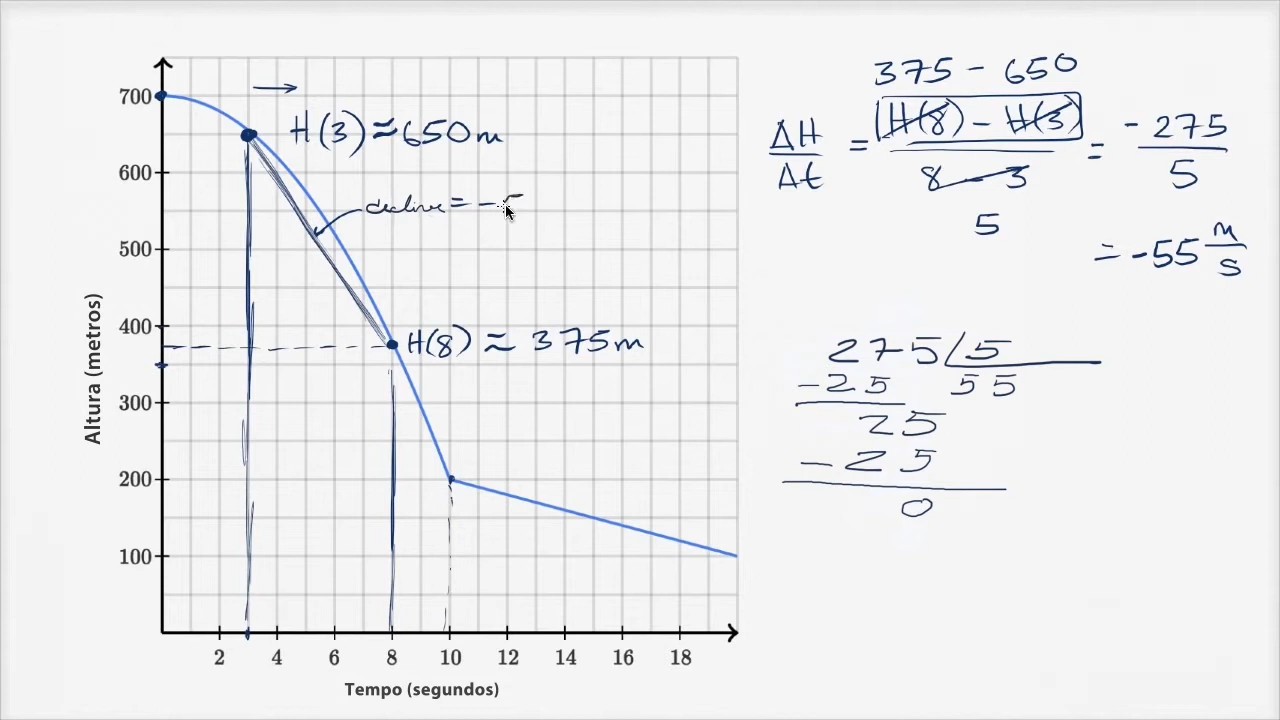 700
600
500
400
300
200
100
2 4 6 8 10 12 14 16 18
Altura (metros)
Tempo (segundos)
H(3) ≈ 650 m
declive = -5
H(8) ≈ 375 m
375 - 650
ΔH/Δt = (H(8) - H(3))/(8 - 3) = -275/5
5
= -55 m/s
275 / 5
-25 55
25
-25
0